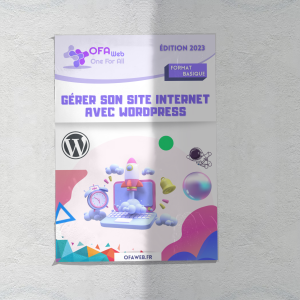 OFA Web
One For All
ÉDITION 2023
FORMAT
BASIQUE
GÉRER SON SITE INTERNET
AVEC WORDPRESS
OFAWEB.FR